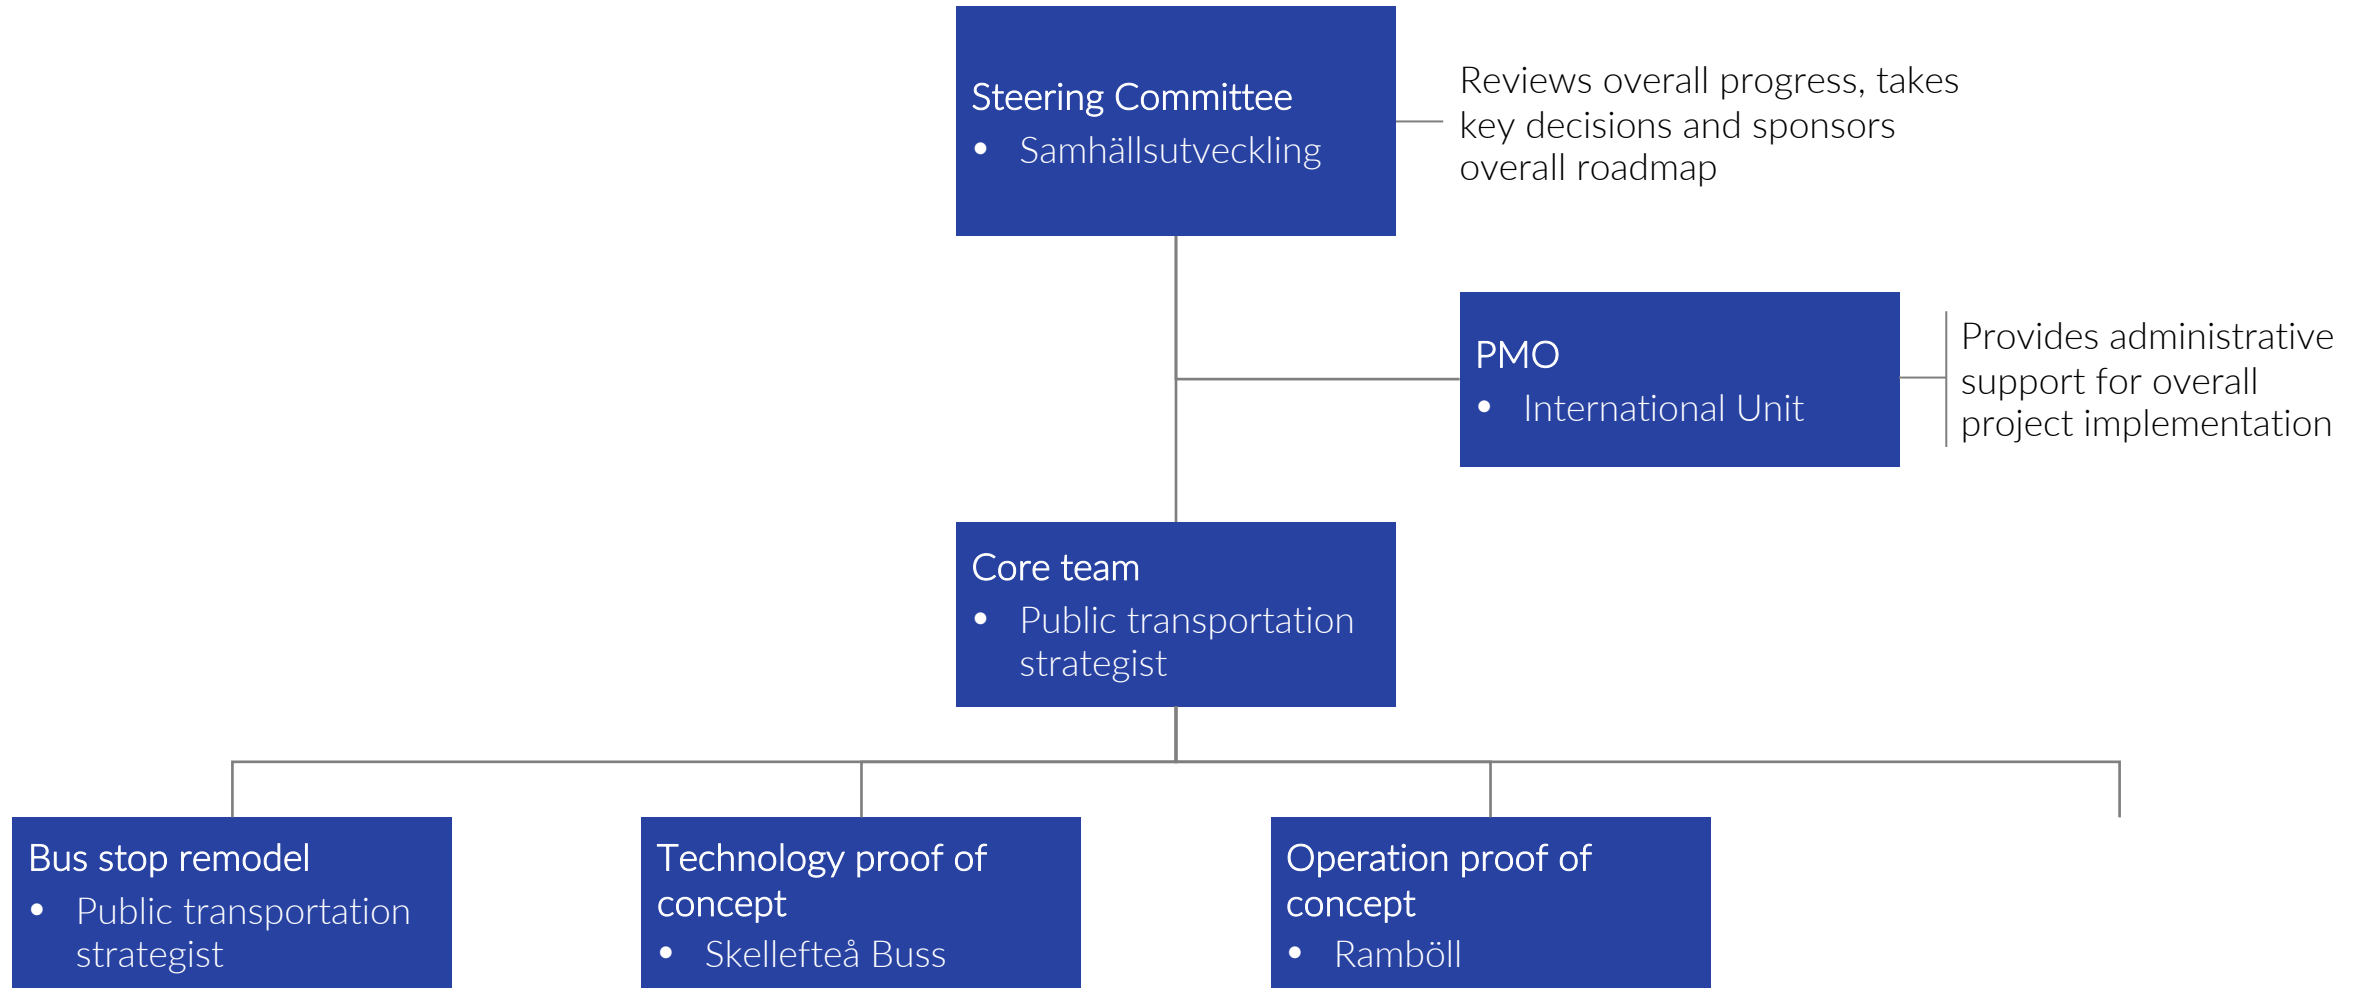 Steering Committee
• Samhällsutveckling
Reviews overall progress, takes
key decisions and sponsors
overall roadmap
PMO
• International Unit
Provides administrative
support for overall
project implementation
Core team
• Public transportation
strategist
Bus stop remodel
• Public transportation
strategist
Technology proof of
concept
• Skellefteå Buss
Operation proof of
concept
• Ramböll